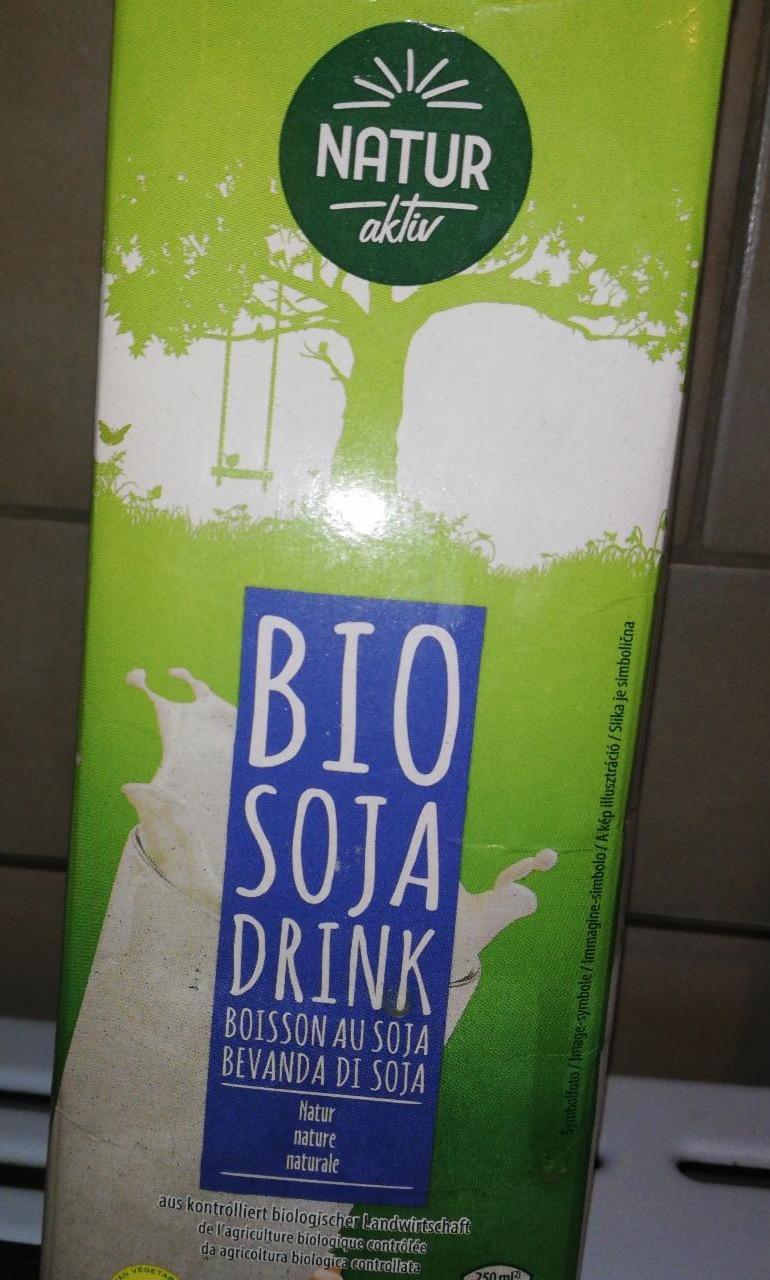 NATUR
aktiv
BIO
SOJA
DRINK
BOISSON AU SOJA
BEVANDA DI SOJA
Natur
nature
naturale
aus kontrolliert biologischer Landwirtschaft
de l'agriculture biologique contrôlée
da agricoltura biologica controllata
250 ml²⁾
Symbolfoto / Image-symbole / Immagine-simbolo / A kép illusztráció / Slika je simbolična